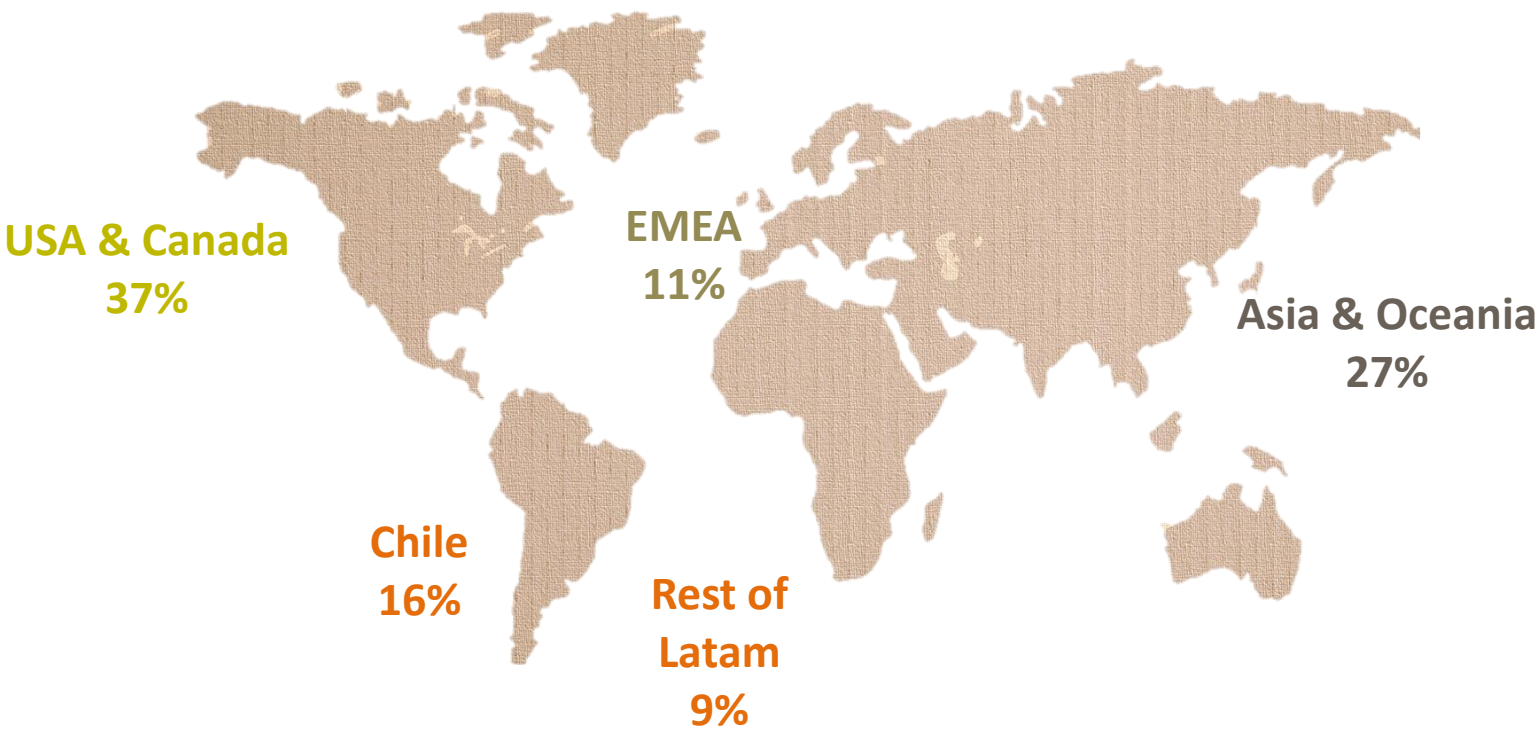 USA & Canada
37%
EMEA
11%
Asia & Oceania
27%
Chile
16%
Rest of
Latam
9%